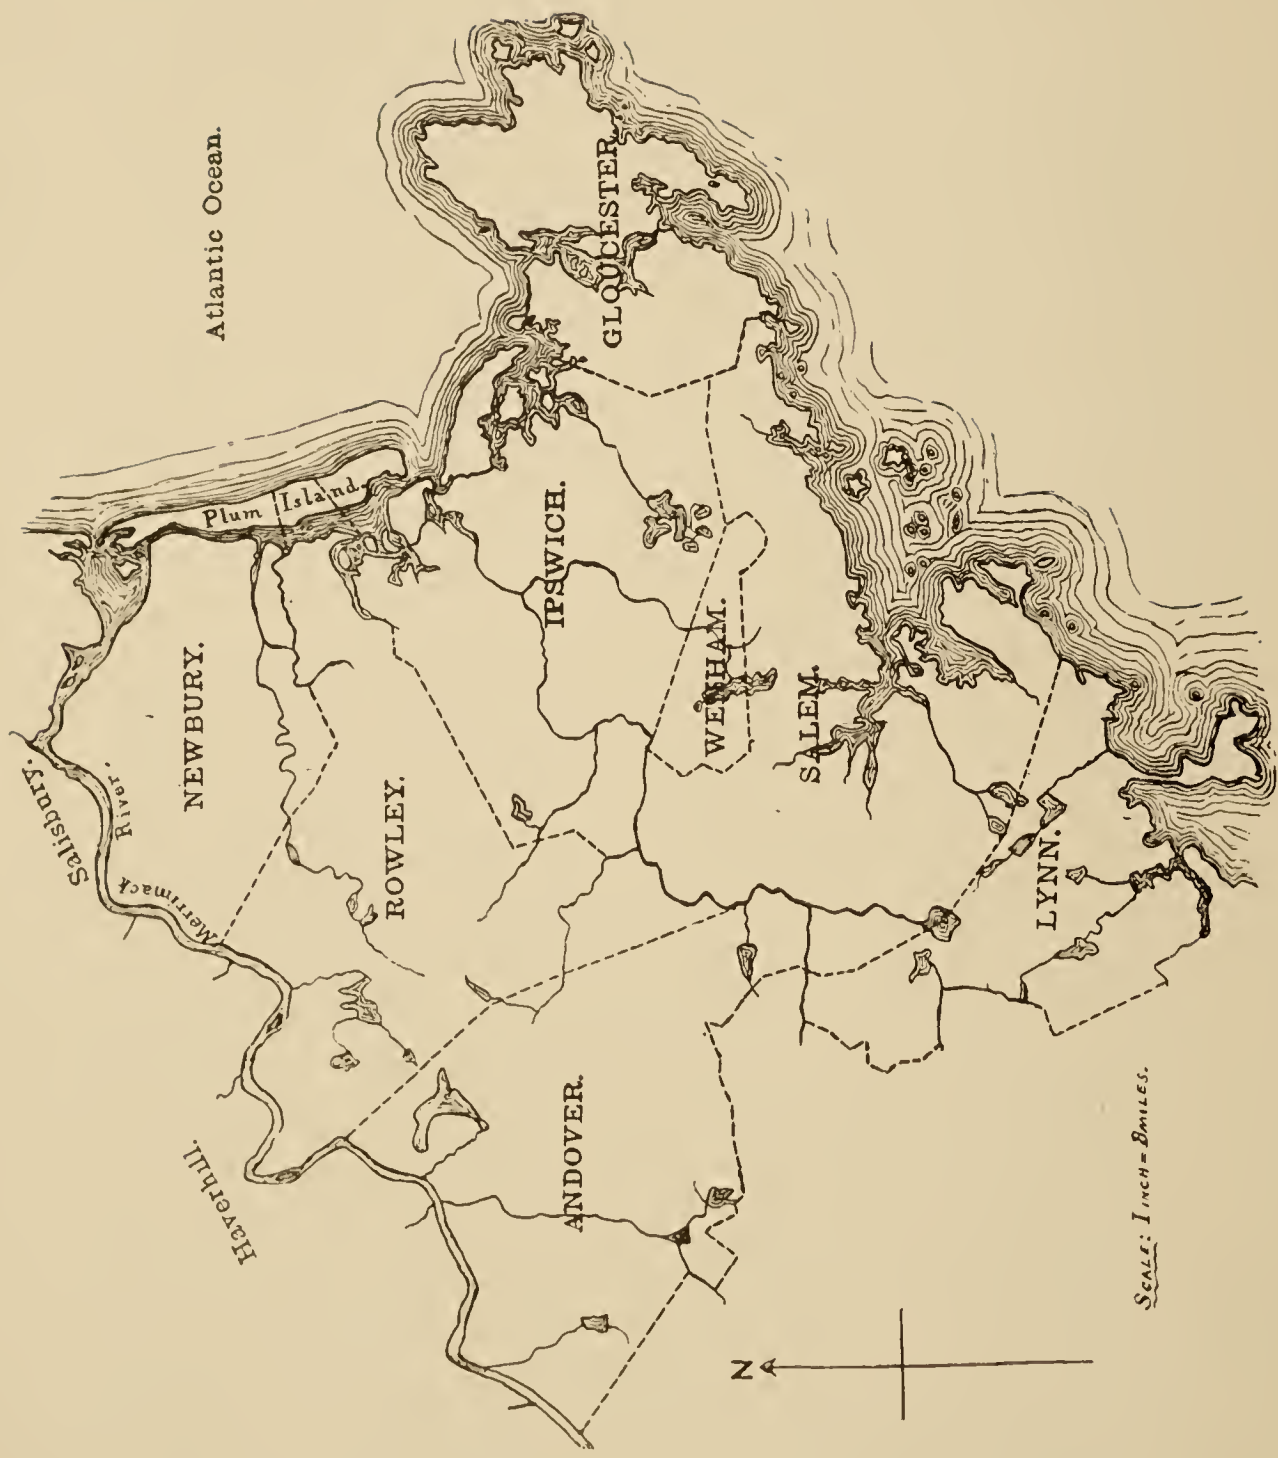 Atlantic Ocean.
GLOUCESTER.
Plum Island.
IPSWICH.
NEWBURY.
Salisbury.
Merrimack River.
ROWLEY.
WENHAM.
SALEM.
LYNN.
Haverhill.
ANDOVER.
SCALE: 1 INCH = 8 MILES.
N